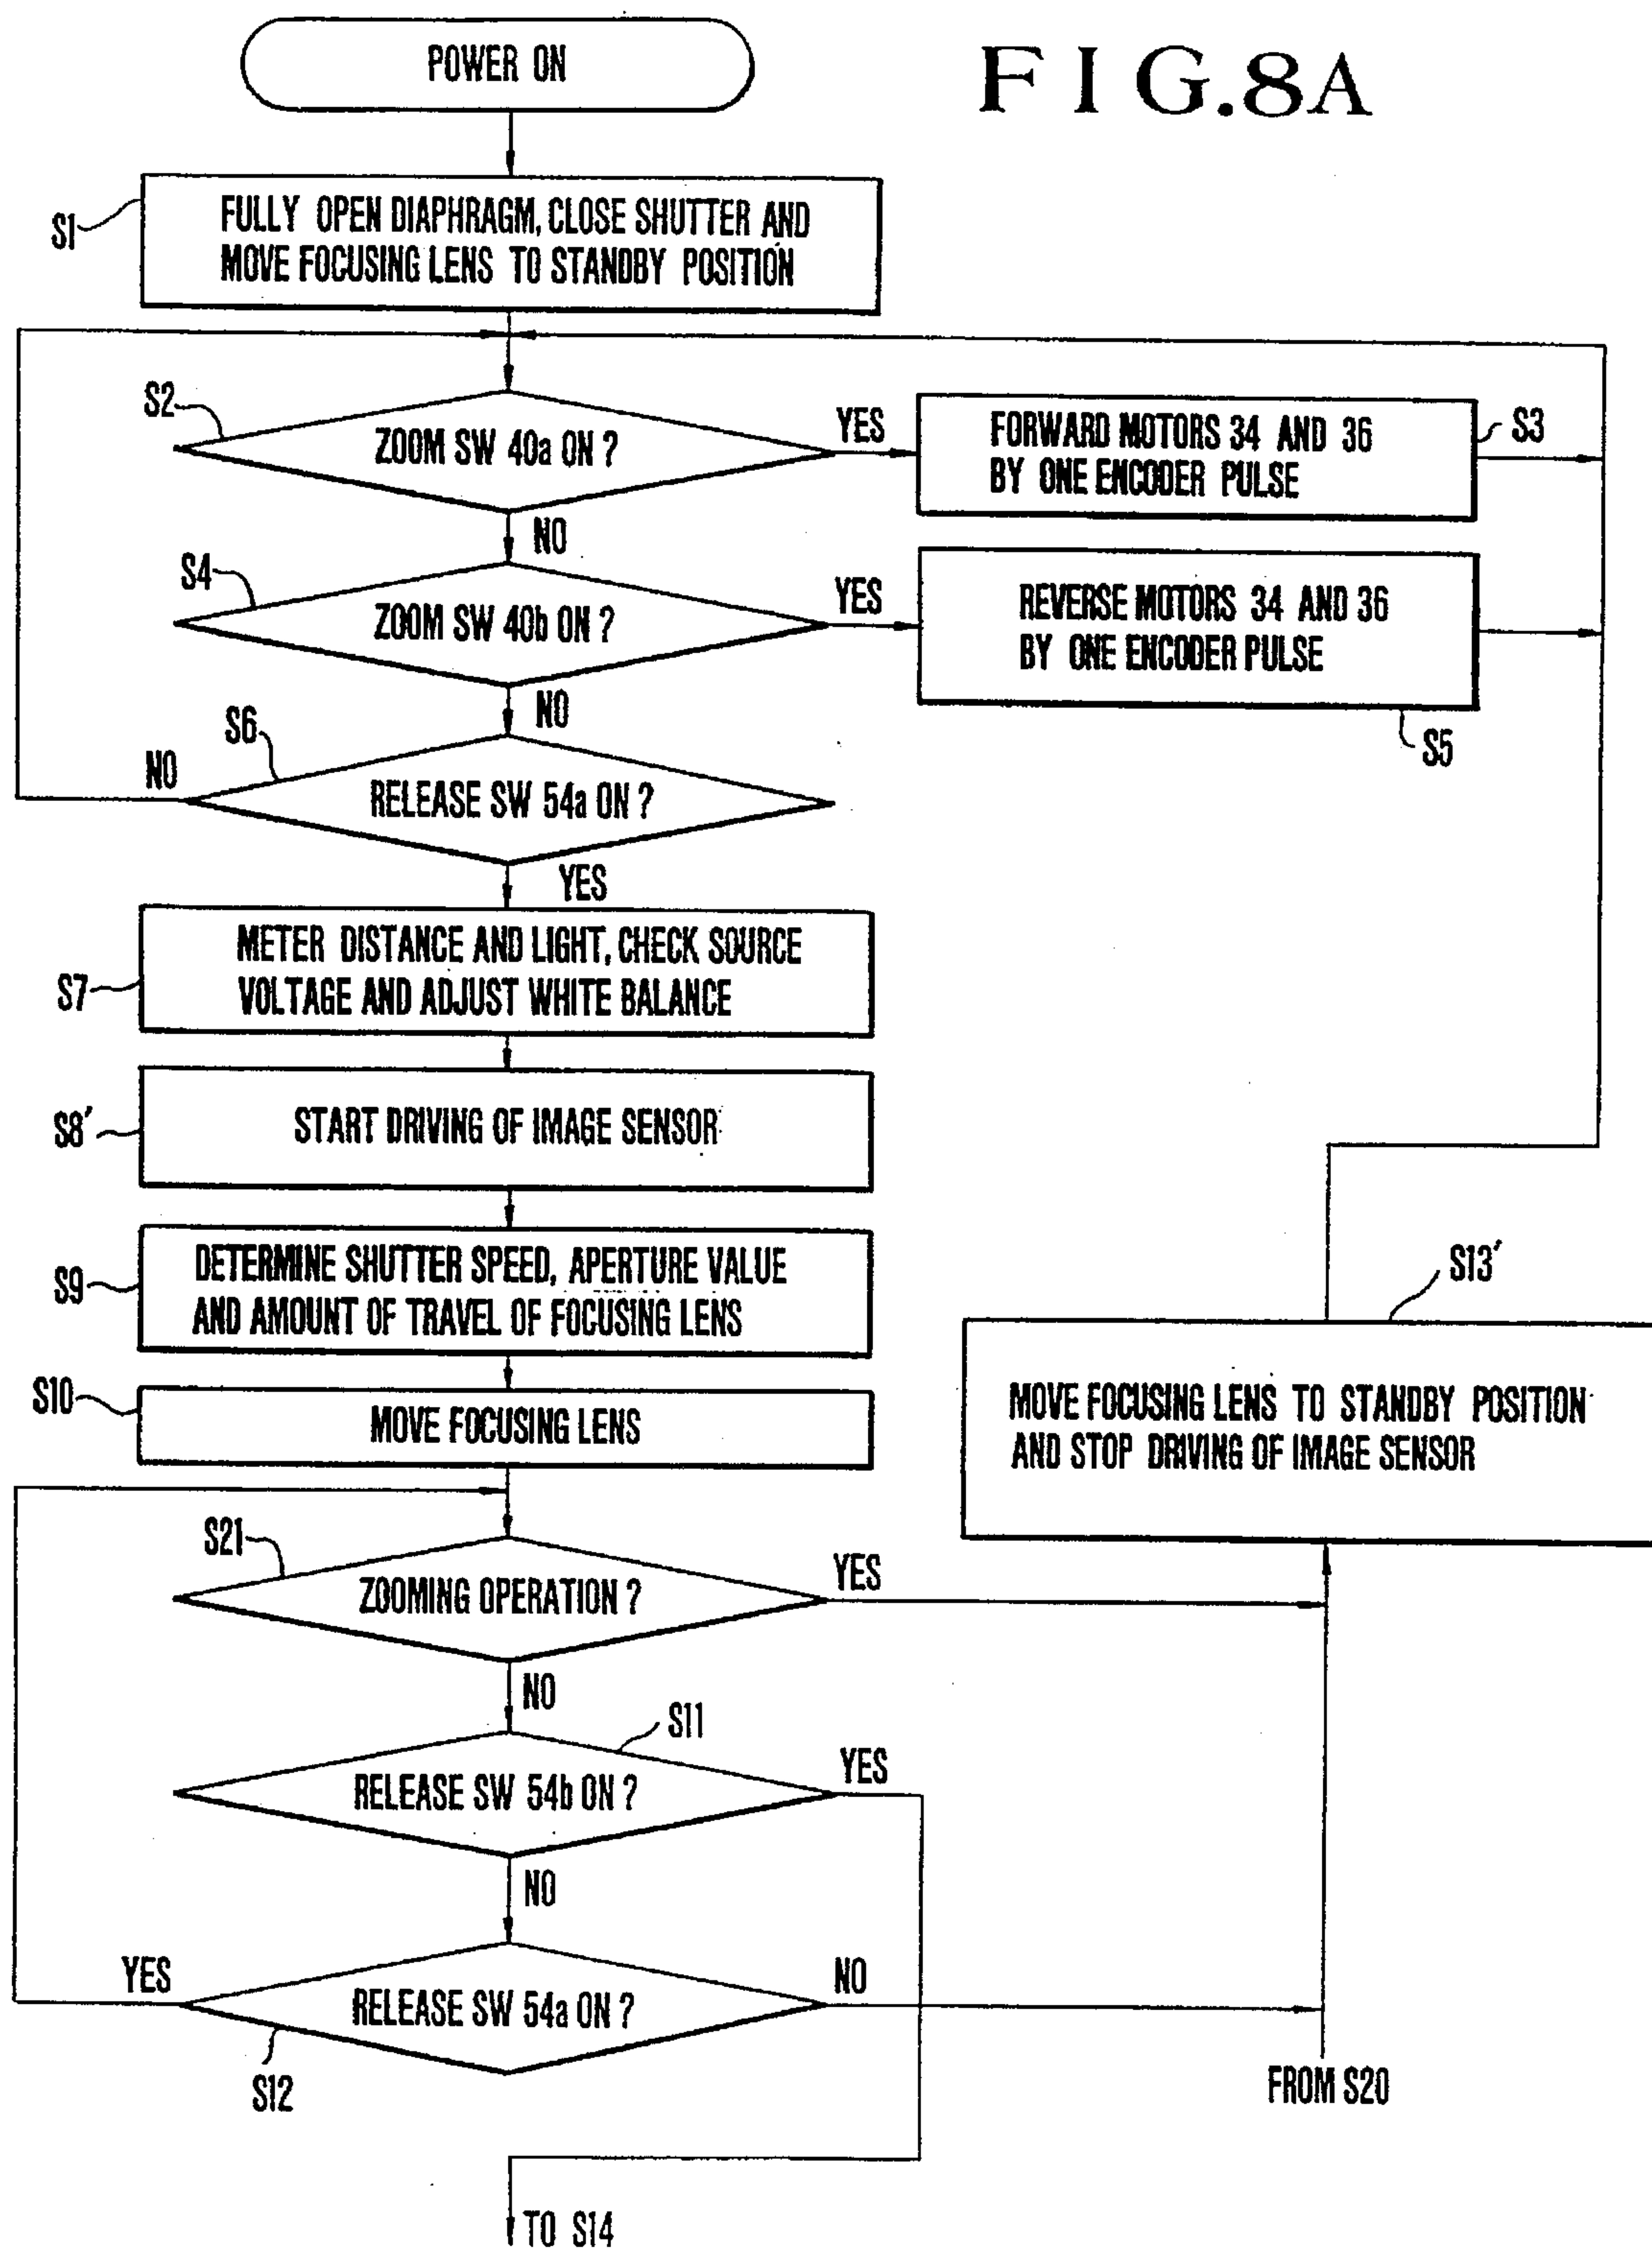 FIG.8A
POWER ON
S1
FULLY OPEN DIAPHRAGM, CLOSE SHUTTER AND
MOVE FOCUSING LENS TO STANDBY POSITION
S2
ZOOM SW 40a ON ?
YES
FORWARD MOTORS 34 AND 36
BY ONE ENCODER PULSE
S3
NO
S4
ZOOM SW 40b ON ?
YES
REVERSE MOTORS 34 AND 36
BY ONE ENCODER PULSE
S5
NO
S6
NO
RELEASE SW 54a ON ?
YES
S7
METER DISTANCE AND LIGHT, CHECK SOURCE
VOLTAGE AND ADJUST WHITE BALANCE
S8'
START DRIVING OF IMAGE SENSOR
S9
DETERMINE SHUTTER SPEED, APERTURE VALUE
AND AMOUNT OF TRAVEL OF FOCUSING LENS
S10
MOVE FOCUSING LENS
S13'
MOVE FOCUSING LENS TO STANDBY POSITION
AND STOP DRIVING OF IMAGE SENSOR
S21
ZOOMING OPERATION ?
YES
NO
S11
RELEASE SW 54b ON ?
YES
NO
YES
RELEASE SW 54a ON ?
NO
S12
FROM S20
TO S14